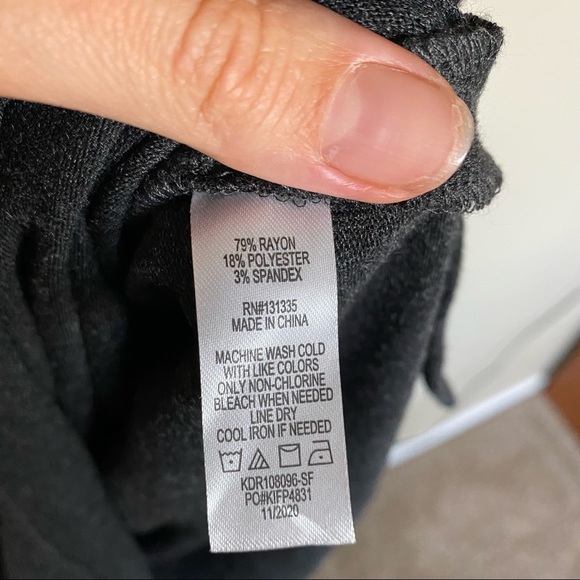 79% RAYON
18% POLYESTER
3% SPANDEX
RN#131335
MADE IN CHINA
MACHINE WASH COLD
WITH LIKE COLORS
ONLY NON-CHLORINE
BLEACH WHEN NEEDED
LINE DRY
COOL IRON IF NEEDED
KDR108096-SF
PO#KIFP4831
11/2020